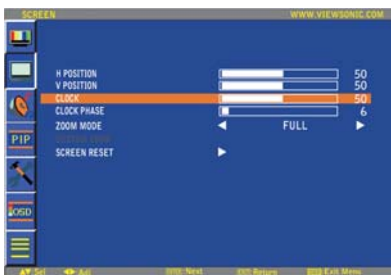 SCREEN WWW.VIEWSONIC.COM
H POSITION 50
V POSITION 50
CLOCK 50
CLOCK PHASE 6
ZOOM MODE FULL
SCREEN RESET
PIP
OSD
Sel Adj Next EXIT Return Exit Menu